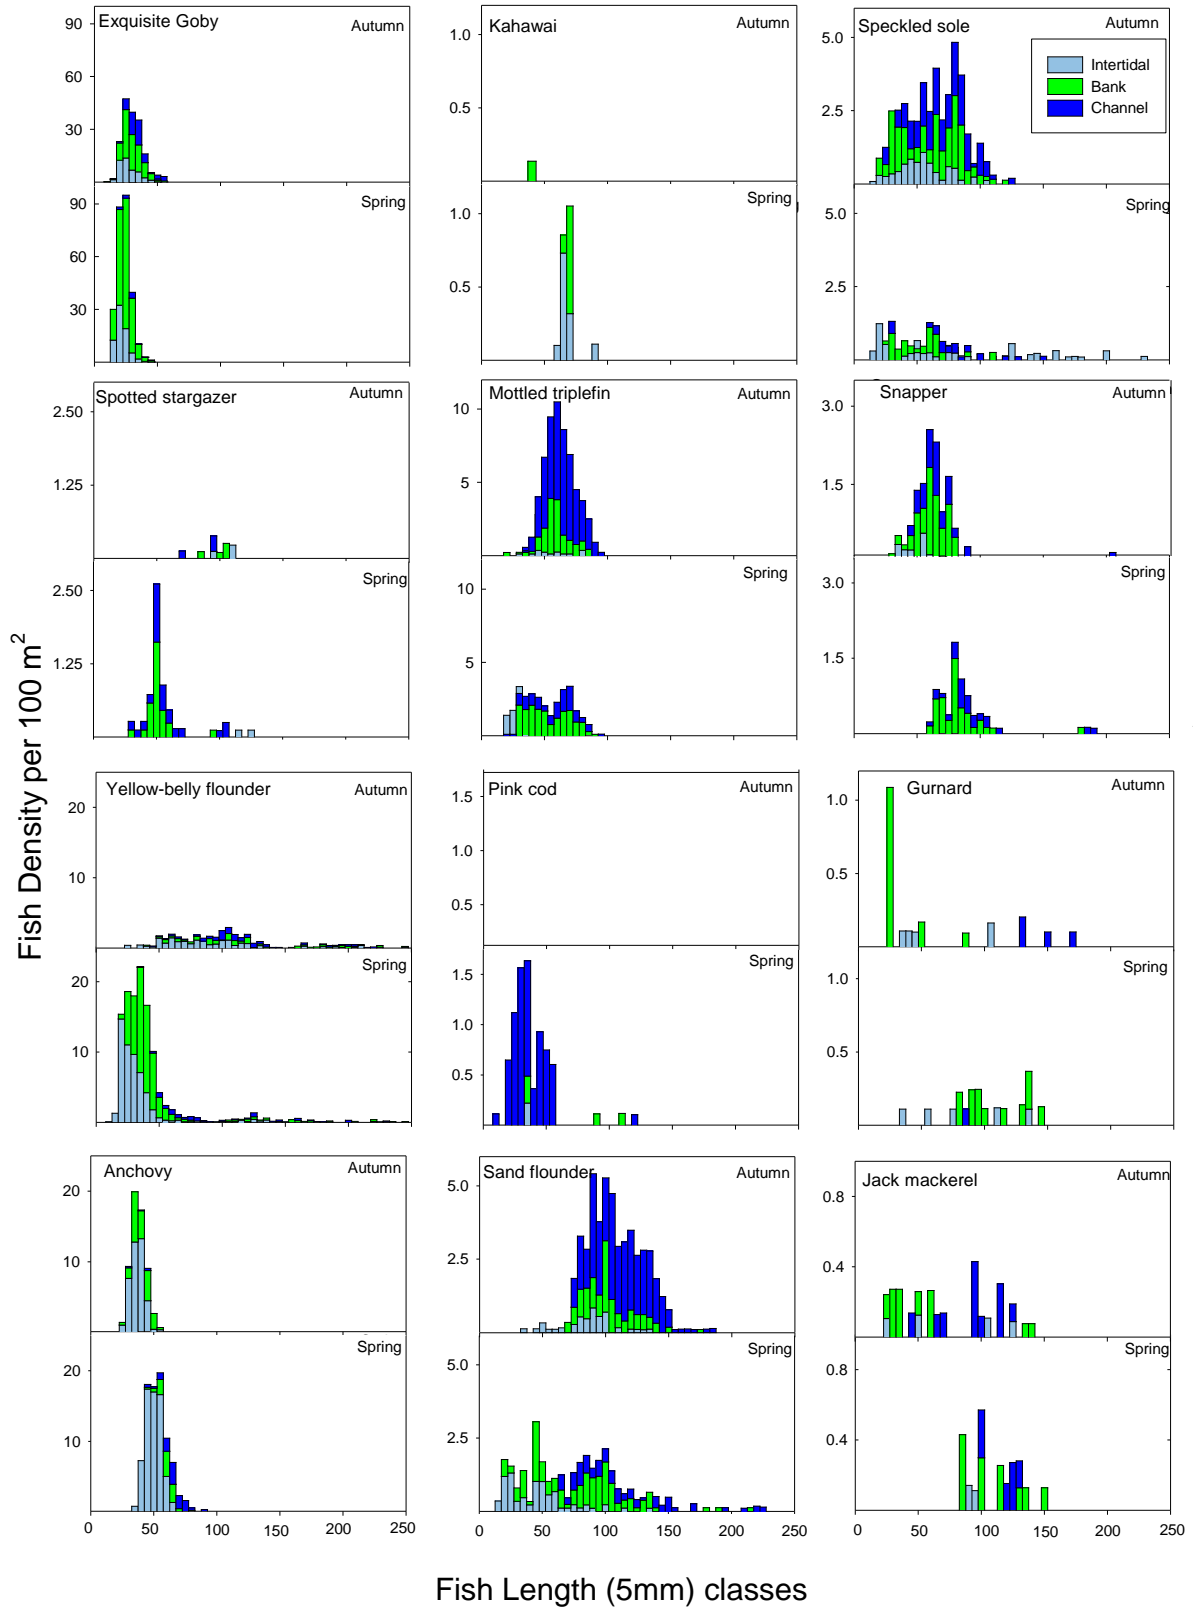 Fish Density per 100 m²
Exquisite Goby
Autumn
90
60
30
Spring
90
60
30
Kahawai
Autumn
1.0
0.5
Spring
1.0
0.5
Speckled sole
Autumn
5.0
2.5
Intertidal
Bank
Channel
Spring
5.0
2.5
Spotted stargazer
Autumn
2.50
1.25
Spring
2.50
1.25
Mottled triplefin
Autumn
10
5
Spring
10
5
Snapper
Autumn
3.0
1.5
Spring
3.0
1.5
Yellow-belly flounder
Autumn
20
10
Spring
20
10
Pink cod
Autumn
1.5
1.0
0.5
Spring
1.5
1.0
0.5
Gurnard
Autumn
1.0
0.5
Spring
1.0
0.5
Anchovy
Autumn
20
10
Spring
20
10
0 50 100 150 200 250
Sand flounder
Autumn
5.0
2.5
Spring
5.0
2.5
0 50 100 150 200 250
Jack mackerel
Autumn
0.8
0.4
Spring
0.8
0.4
0 50 100 150 200 250
Fish Length (5mm) classes